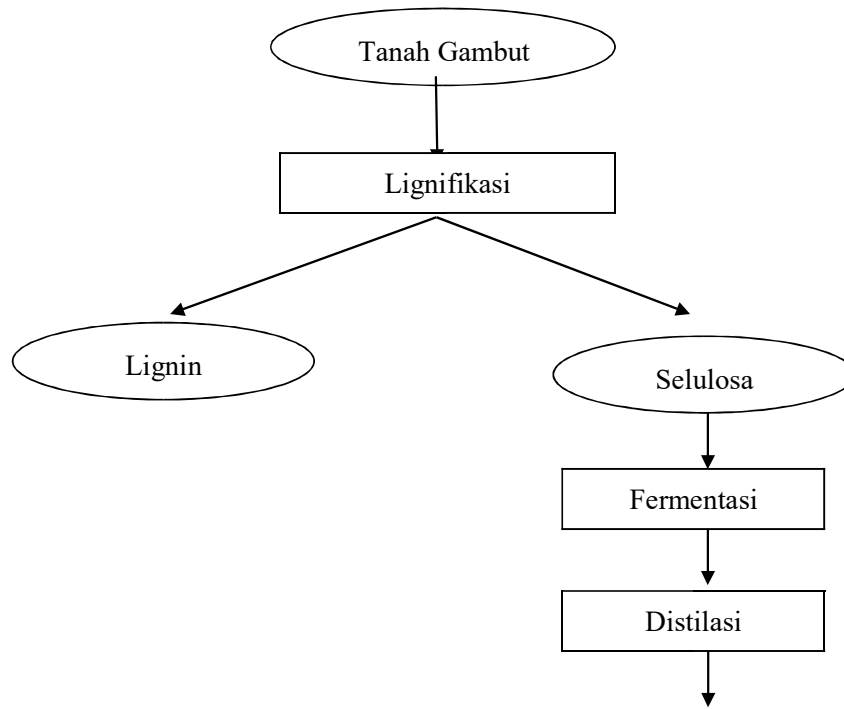 Tanah Gambut
Lignifikasi
Lignin
Selulosa
Fermentasi
Distilasi